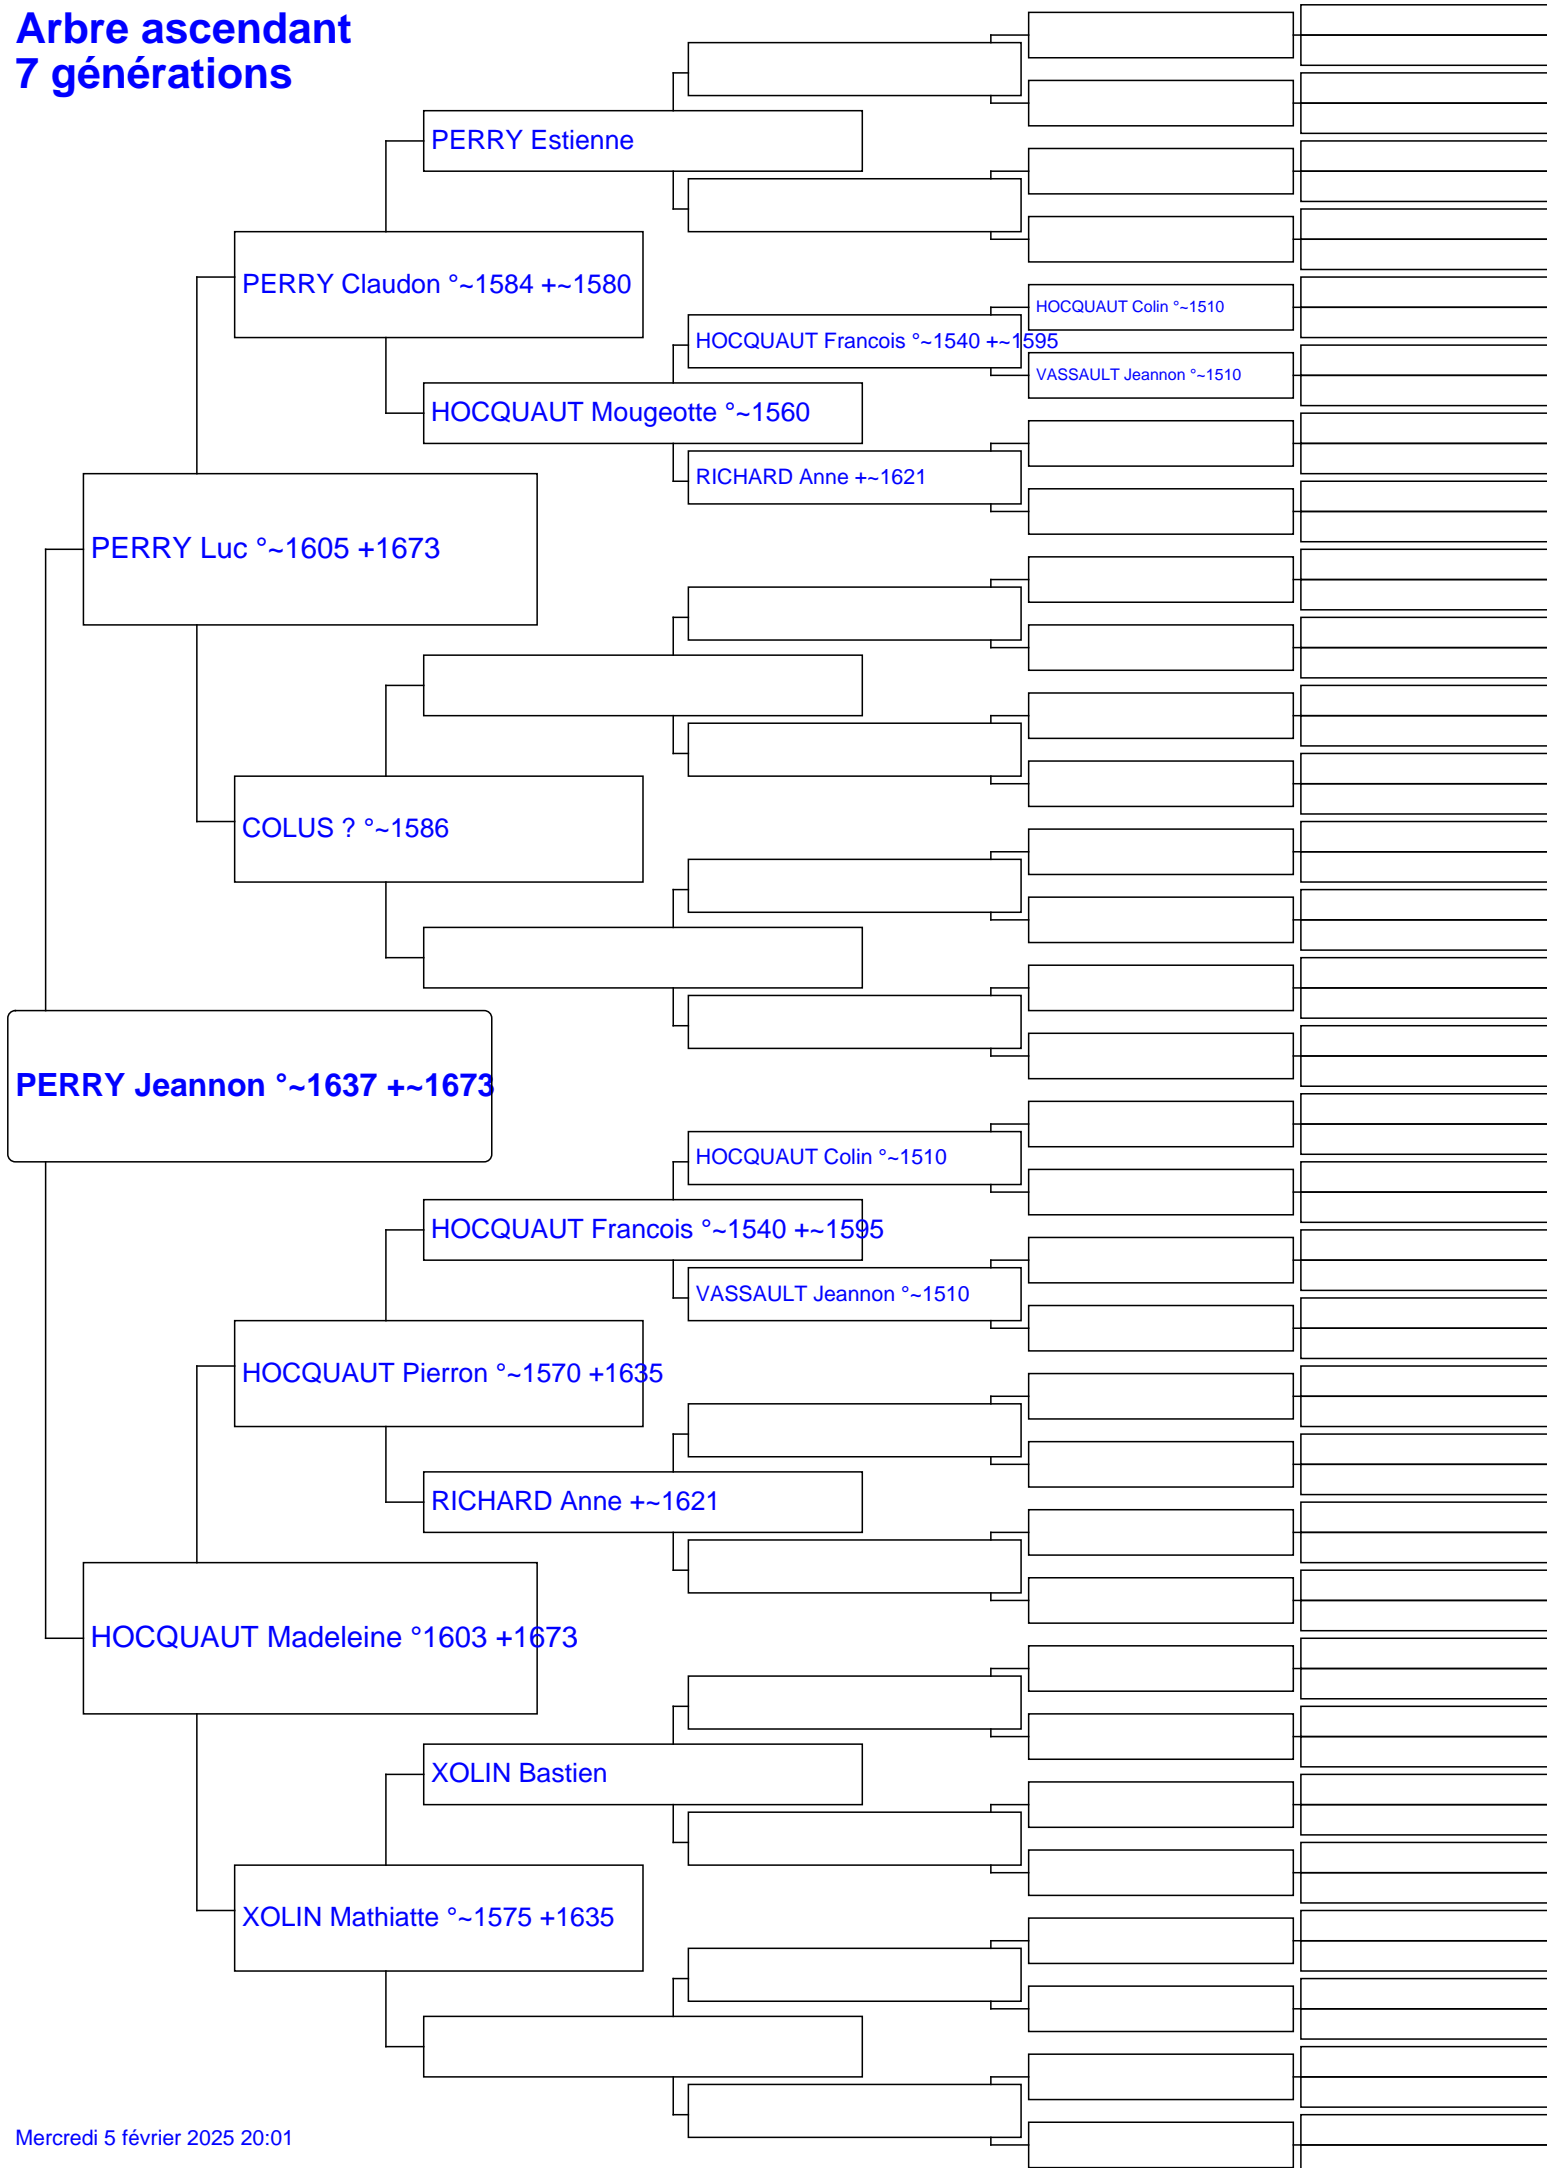 Arbre ascendant
7 générations
PERRY Estienne
PERRY Claudon °~1584 +~1580
HOCQUAUT Colin °~1510
HOCQUAUT Francois °~1540 +~1595
VASSAULT Jeannon °~1510
HOCQUAUT Mougeotte °~1560
RICHARD Anne +~1621
PERRY Luc °~1605 +1673
COLUS ? °~1586
PERRY Jeannon °~1637 +~1673
HOCQUAUT Colin °~1510
HOCQUAUT Francois °~1540 +~1595
VASSAULT Jeannon °~1510
HOCQUAUT Pierron °~1570 +1635
RICHARD Anne +~1621
HOCQUAUT Madeleine °1603 +1673
XOLIN Bastien
XOLIN Mathiatte °~1575 +1635
Mercredi 5 février 2025 20:01